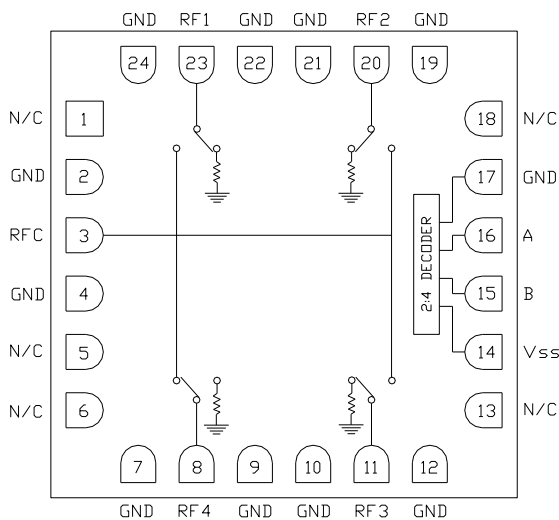 GND RF1 GND GND RF2 GND
24 23 22 21 20 19
N/C 1 18 N/C
GND 2 17 GND
RFC 3 16 A
GND 4 15 B
N/C 5 14 Vss
N/C 6 13 N/C
2:4 DECODER
7 8 9 10 11 12
GND RF4 GND GND RF3 GND